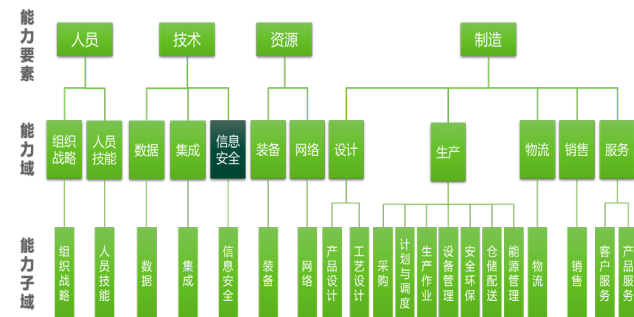 能力要素
人员
技术
资源
制造
能力域
组织
战略
人员
技能
数据
集成
信息
安全
装备
网络
设计
生产
物流
销售
服务
能力子域
组织战略
人员技能
数据
集成
信息安全
装备
网络
产品设计
工艺设计
采购
计划与调度
生产作业
设备管理
安全环保
仓储配送
能源管理
物流
销售
客户服务
产品服务